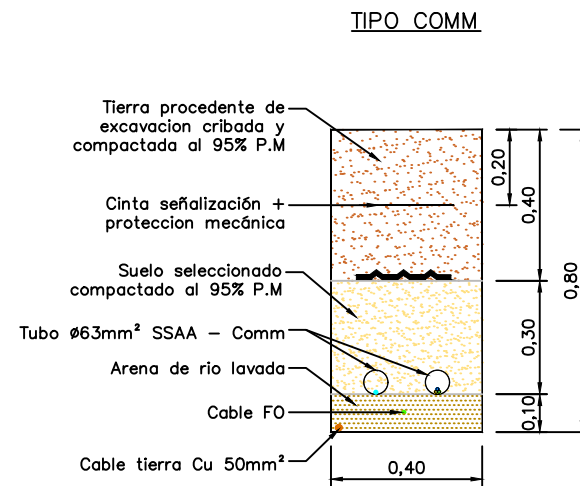 TIPO COMM
Tierra procedente de
excavacion cribada y
compactada al 95% P.M
Cinta señalización +
proteccion mecánica
Suelo seleccionado
compactado al 95% P.M
Tubo Ø63mm² SSAA - Comm
Arena de rio lavada
Cable FO
Cable tierra Cu 50mm²
0,20
0,40
0,80
0,30
0,10
0,40